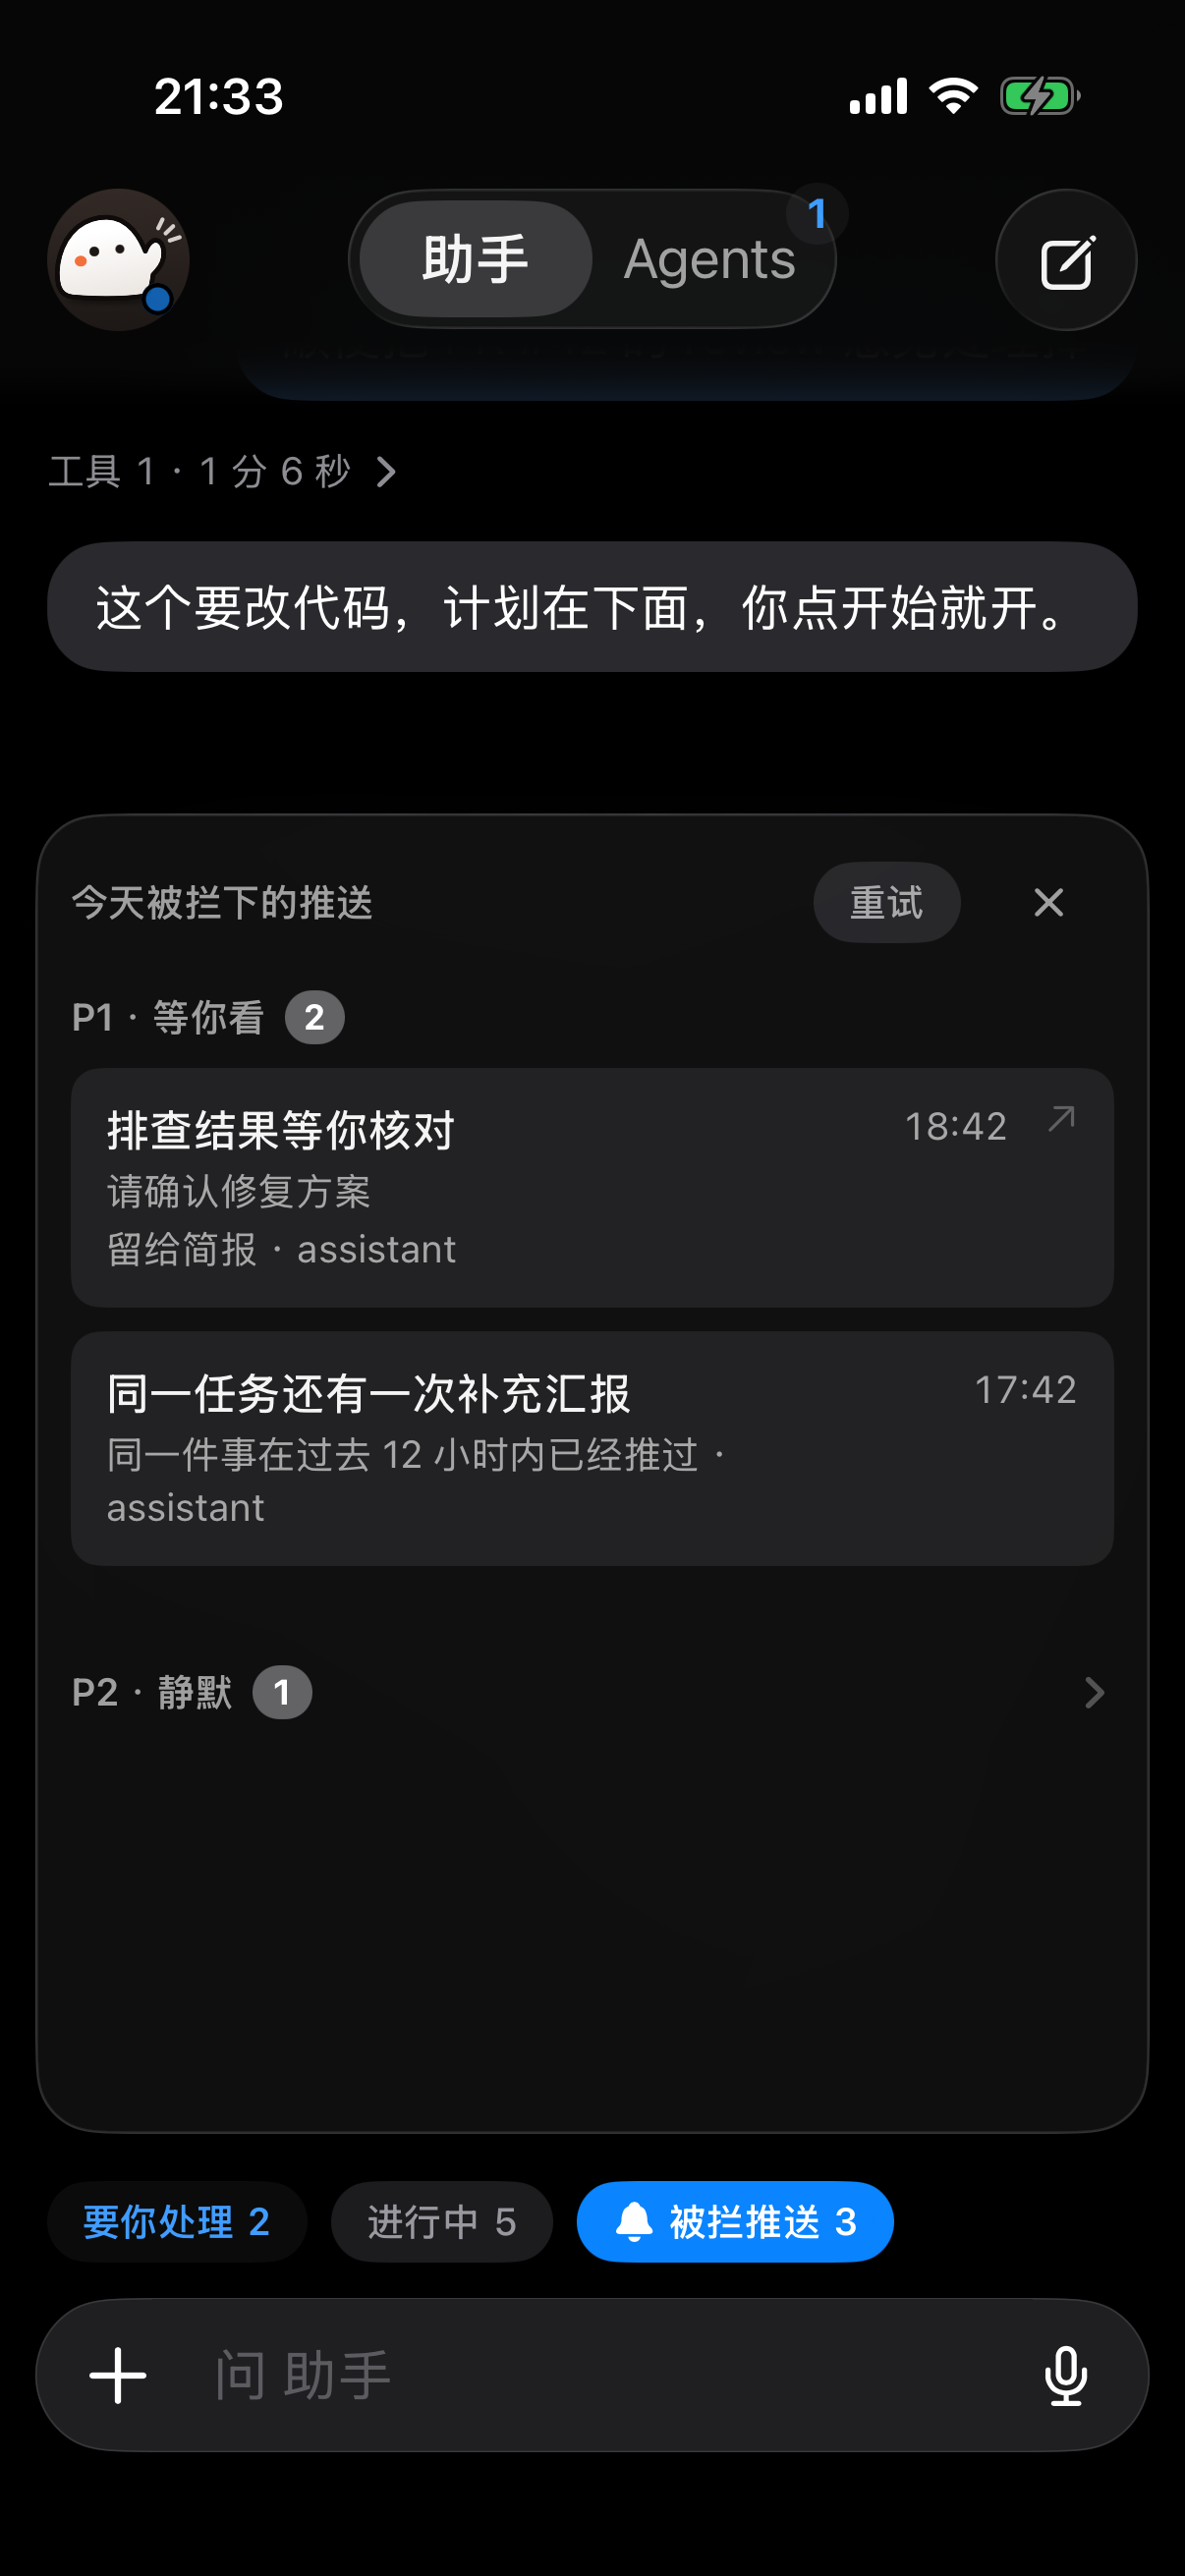 21:33
助手
Agents
1
工具 1 · 1 分 6 秒
这个要改代码，计划在下面，你点开始就开。
今天被拦下的推送
重试
P1 · 等你看 2
排查结果等你核对
18:42
请确认修复方案
留给简报 · assistant
同一任务还有一次补充汇报
17:42
同一件事在过去 12 小时内已经推过 ·
assistant
P2 · 静默 1
要你处理 2
进行中 5
被拦推送 3
问 助手